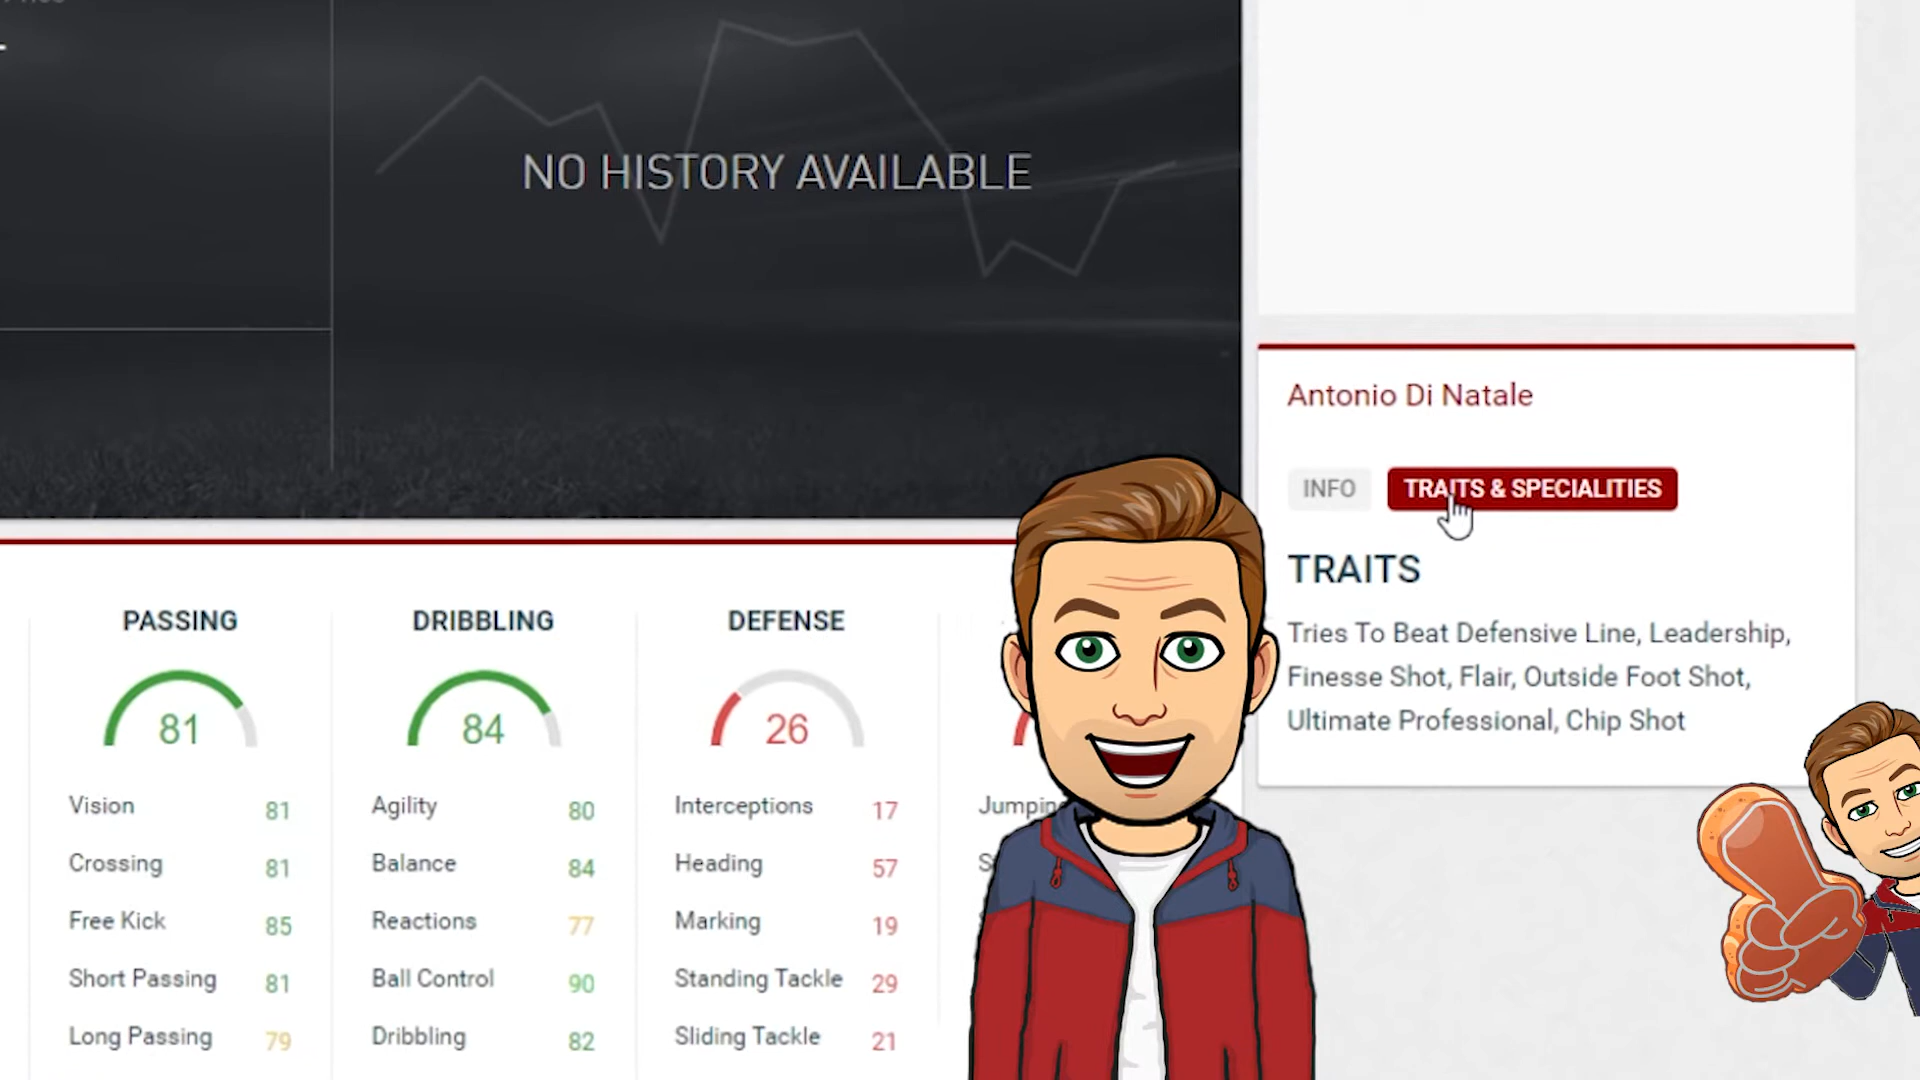 NO HISTORY AVAILABLE
Antonio Di Natale
INFO
TRAITS & SPECIALITIES
TRAITS
Tries To Beat Defensive Line, Leadership,
Finesse Shot, Flair, Outside Foot Shot,
Ultimate Professional, Chip Shot
PASSING
81
Vision 81
Crossing 81
Free Kick 85
Short Passing 81
Long Passing 79
DRIBBLING
84
Agility 80
Balance 84
Reactions 77
Ball Control 90
Dribbling 82
DEFENSE
26
Interceptions 17
Heading 57
Marking 19
Standing Tackle 29
Sliding Tackle 21